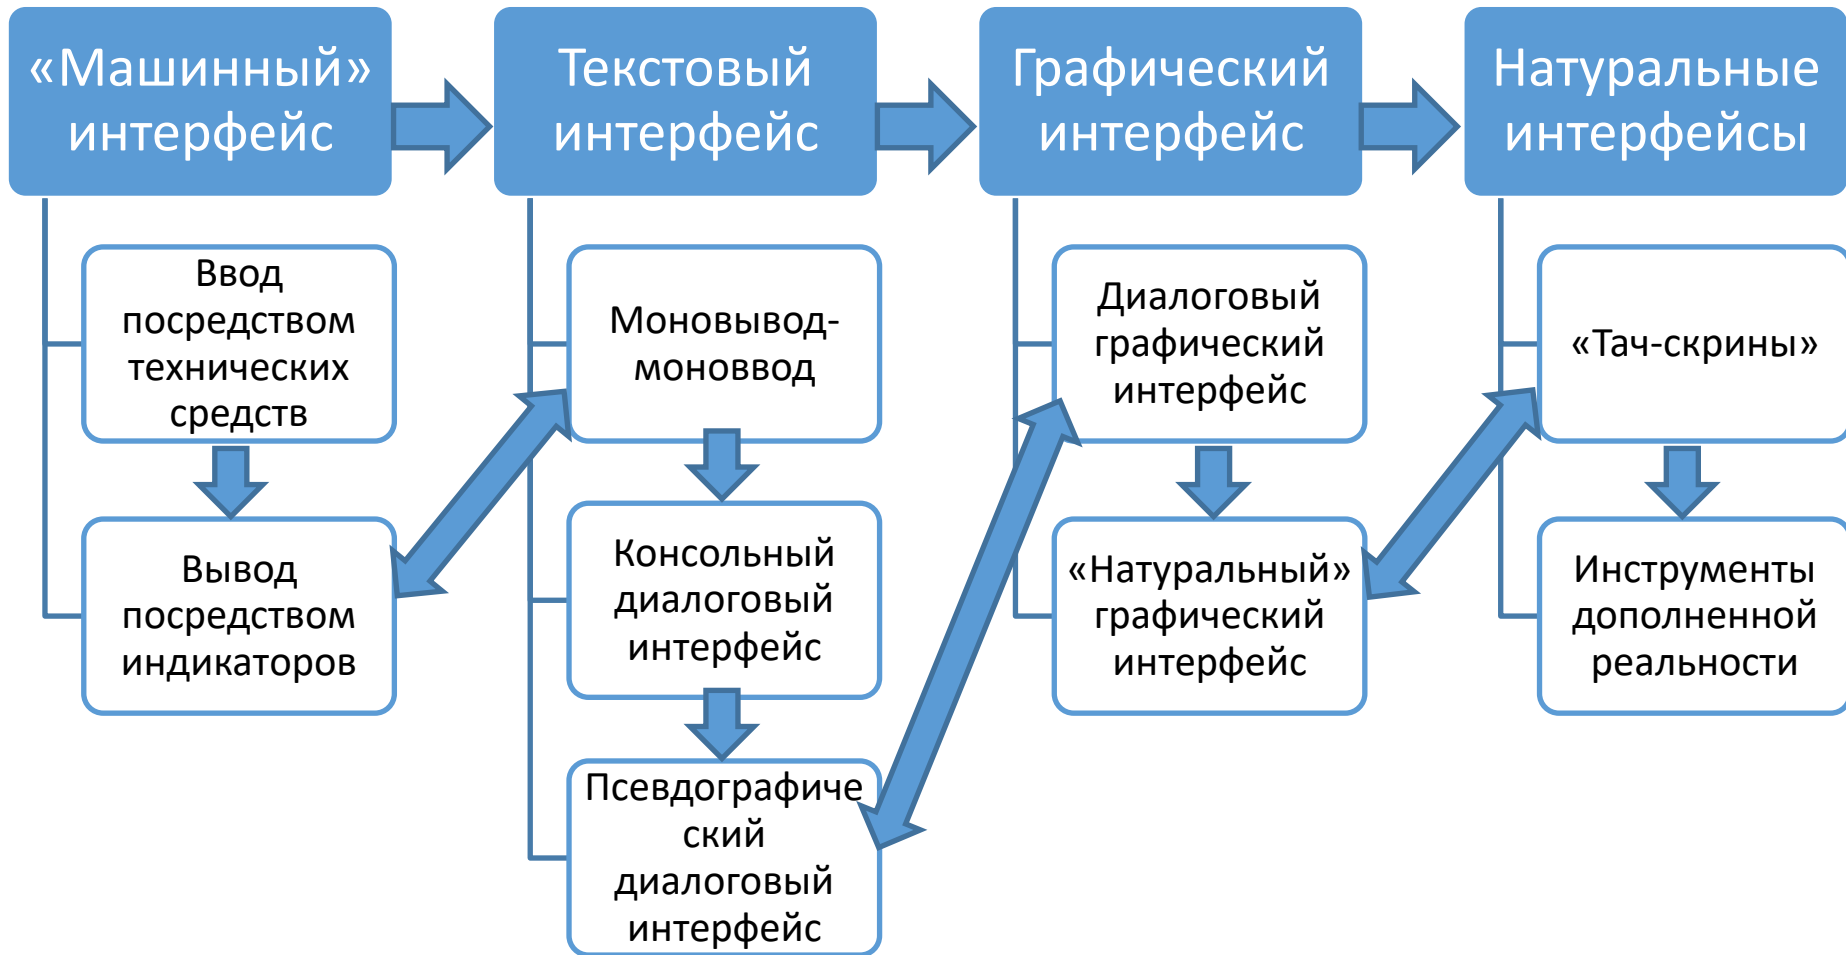 «Машинный»
интерфейс
Текстовый
интерфейс
Графический
интерфейс
Натуральные
интерфейсы
Ввод
посредством
технических
средств
Вывод
посредством
индикаторов
Моновывод-
моноввод
Консольный
диалоговый
интерфейс
Псевдографиче
ский
диалоговый
интерфейс
Диалоговый
графический
интерфейс
«Натуральный»
графический
интерфейс
«Тач-скрины»
Инструменты
дополненной
реальности